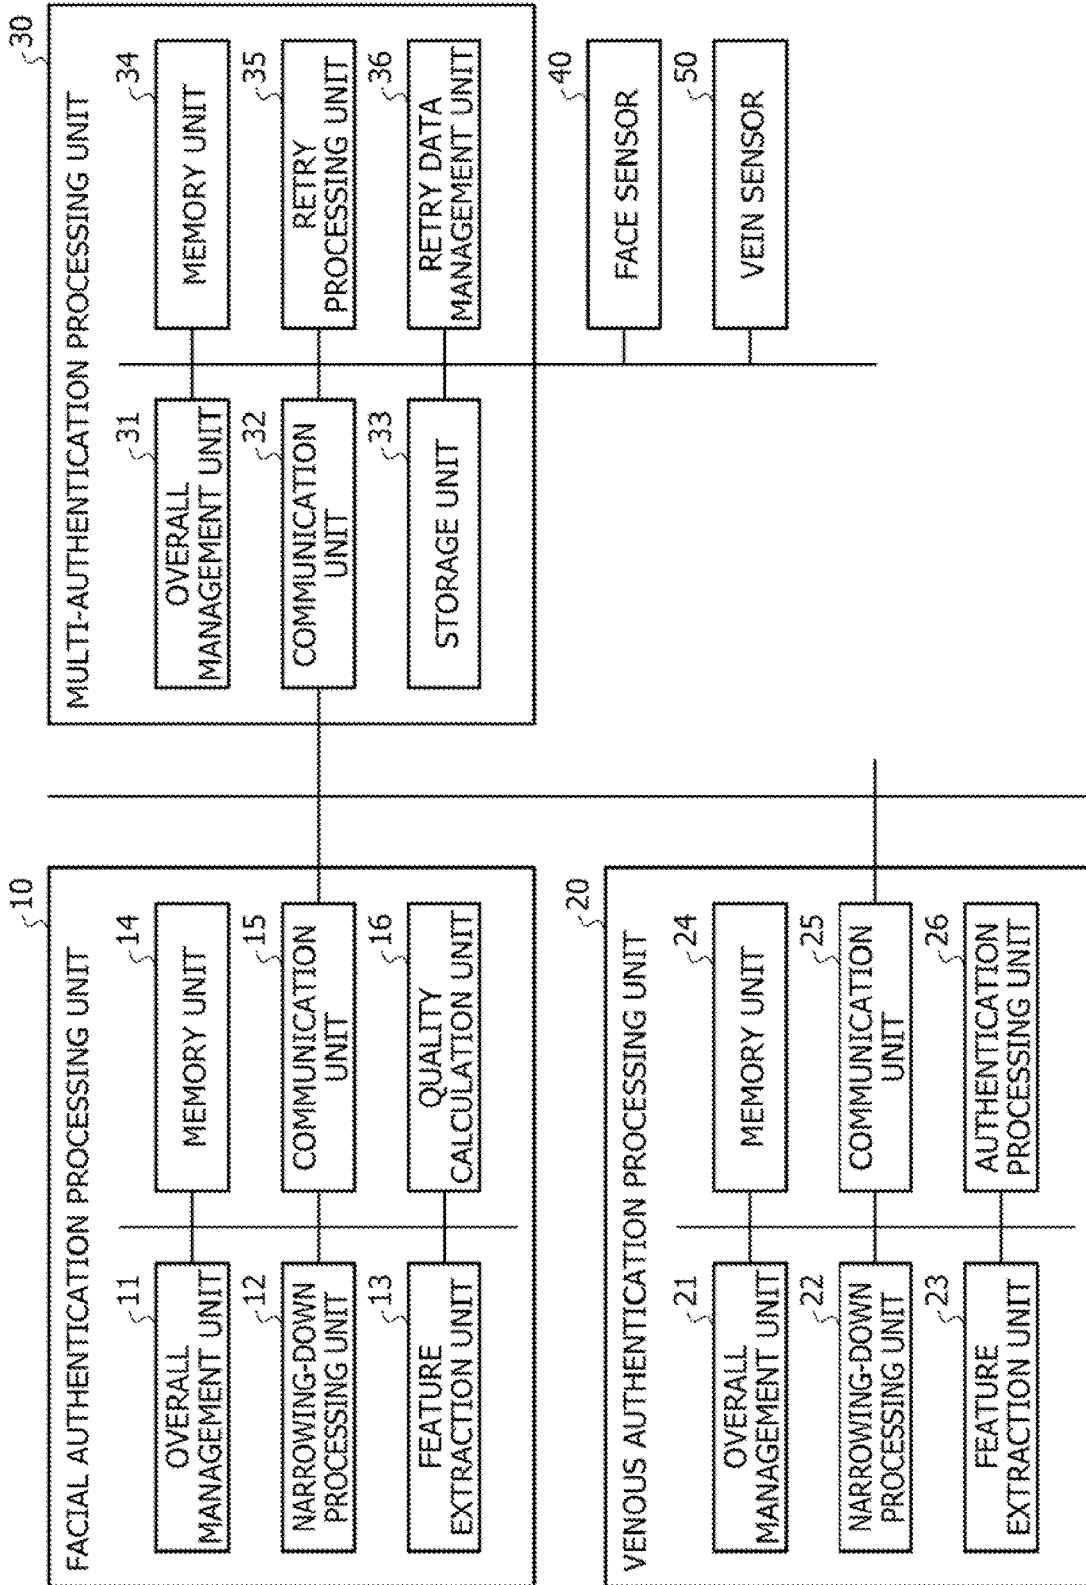 10
FACIAL AUTHENTICATION PROCESSING UNIT
11
OVERALL
MANAGEMENT UNIT
12
NARROWING-DOWN
PROCESSING UNIT
13
FEATURE
EXTRACTION UNIT
14
MEMORY UNIT
15
COMMUNICATION
UNIT
16
QUALITY
CALCULATION UNIT
20
VENOUS AUTHENTICATION PROCESSING UNIT
21
OVERALL
MANAGEMENT UNIT
22
NARROWING-DOWN
PROCESSING UNIT
23
FEATURE
EXTRACTION UNIT
24
MEMORY UNIT
25
COMMUNICATION
UNIT
26
AUTHENTICATION
PROCESSING UNIT
30
MULTI-AUTHENTICATION PROCESSING UNIT
31
OVERALL
MANAGEMENT UNIT
32
COMMUNICATION
UNIT
33
STORAGE UNIT
34
MEMORY UNIT
35
RETRY
PROCESSING UNIT
36
RETRY DATA
MANAGEMENT UNIT
40
FACE SENSOR
50
VEIN SENSOR